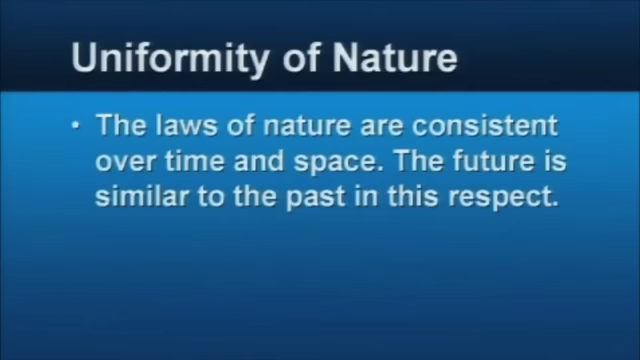 Uniformity of Nature
• The laws of nature are consistent
over time and space. The future is
similar to the past in this respect.